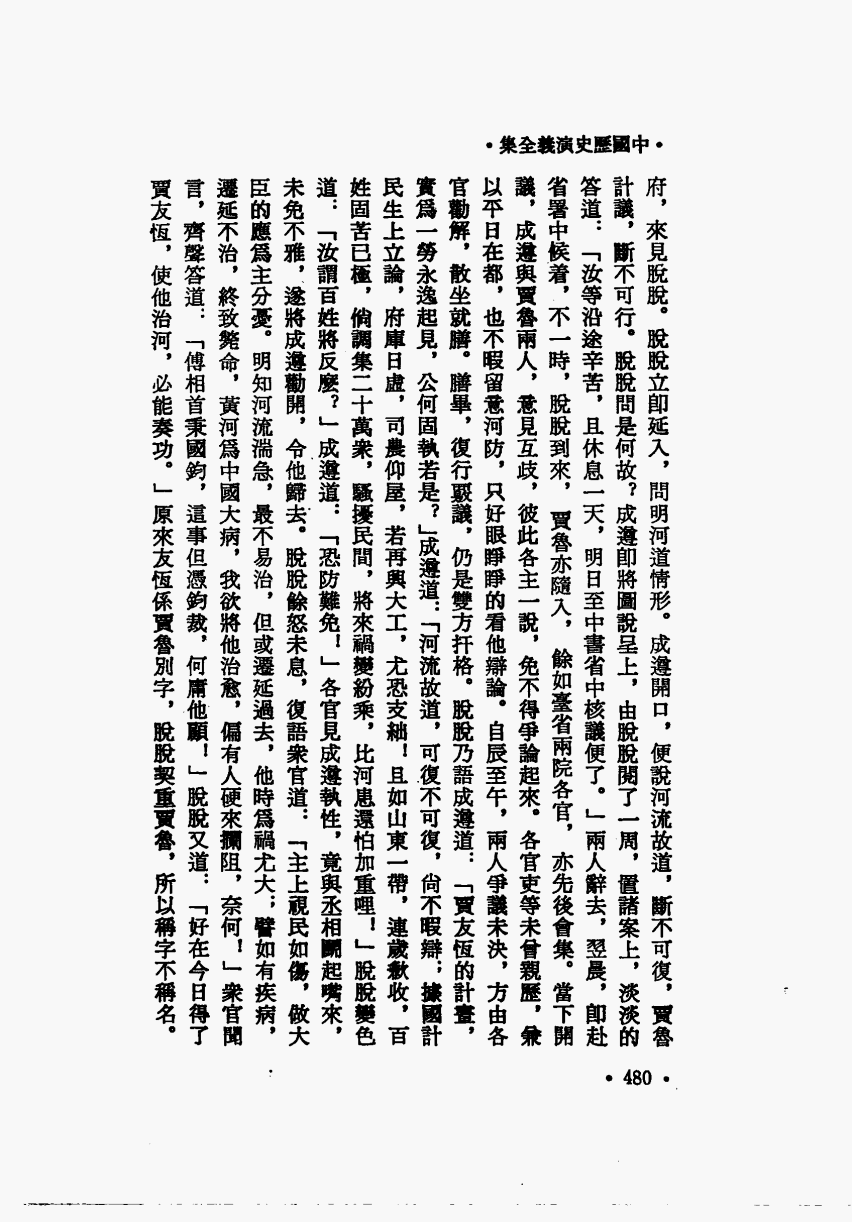 •中國歷史演義全集•
府，來見脫脫。脫脫立卽延入，問明河道情形。成遵開口，便說河流故道，斷不可復，賈魯
計議，斷不可行。脫脫問是何故？成遵卽將圖說呈上，由脫脫閱了一周，置諸案上，淡淡的
答道：「汝等沿途辛苦，且休息一天，明日至中書省中核議便了。」兩人辭去，翌晨，卽赴
省署中候着，不一時，脫脫到來，賈魯亦隨入，餘如臺省兩院各官，亦先後會集。當下開
議，成遵與賈魯兩人，意見互歧，彼此各主一說，免不得爭論起來。各官吏等未曾親歷，兼
以平日在都，也不暇留意河防，只好眼睜睜的看他辯論。自辰至午，兩人爭議未決，方由各
官勸解，散坐就膳。膳畢，復行覈議，仍是雙方扞格。脫脫乃語成遵道：「賈友恆的計畫，
實爲一勞永逸起見，公何固執若是？」成遵道：「河流故道，可復不可復，尙不暇辯；據國計
民生上立論，府庫日虛，司農仰屋，若再興大工，尤恐支絀！且如山東一帶，連歲歉收，百
姓固苦已極，倘調集二十萬衆，騷擾民間，將來禍變紛乘，比河患還怕加重哩！」脫脫變色
道：「汝謂百姓將反麼？」成遵道：「恐防難免！」各官見成遵執性，竟與丞相鬭起嘴來，
未免不雅，遂將成遵勸開，令他歸去。脫脫餘怒未息，復語衆官道：「主上視民如傷，做大
臣的應爲主分憂。明知河流湍急，最不易治，但或遷延過去，他時爲禍尤大；譬如有疾病，
遷延不治，終致斃命，黃河爲中國大病，我欲將他治愈，偏有人硬來攔阻，奈何！」衆官聞
言，齊聲答道：「傅相首秉國鈞，這事但憑鈞裁，何庸他顧！」脫脫又道：「好在今日得了
賈友恆，使他治河，必能奏功。」原來友恆係賈魯別字，脫脫契重賈魯，所以稱字不稱名。
•480•